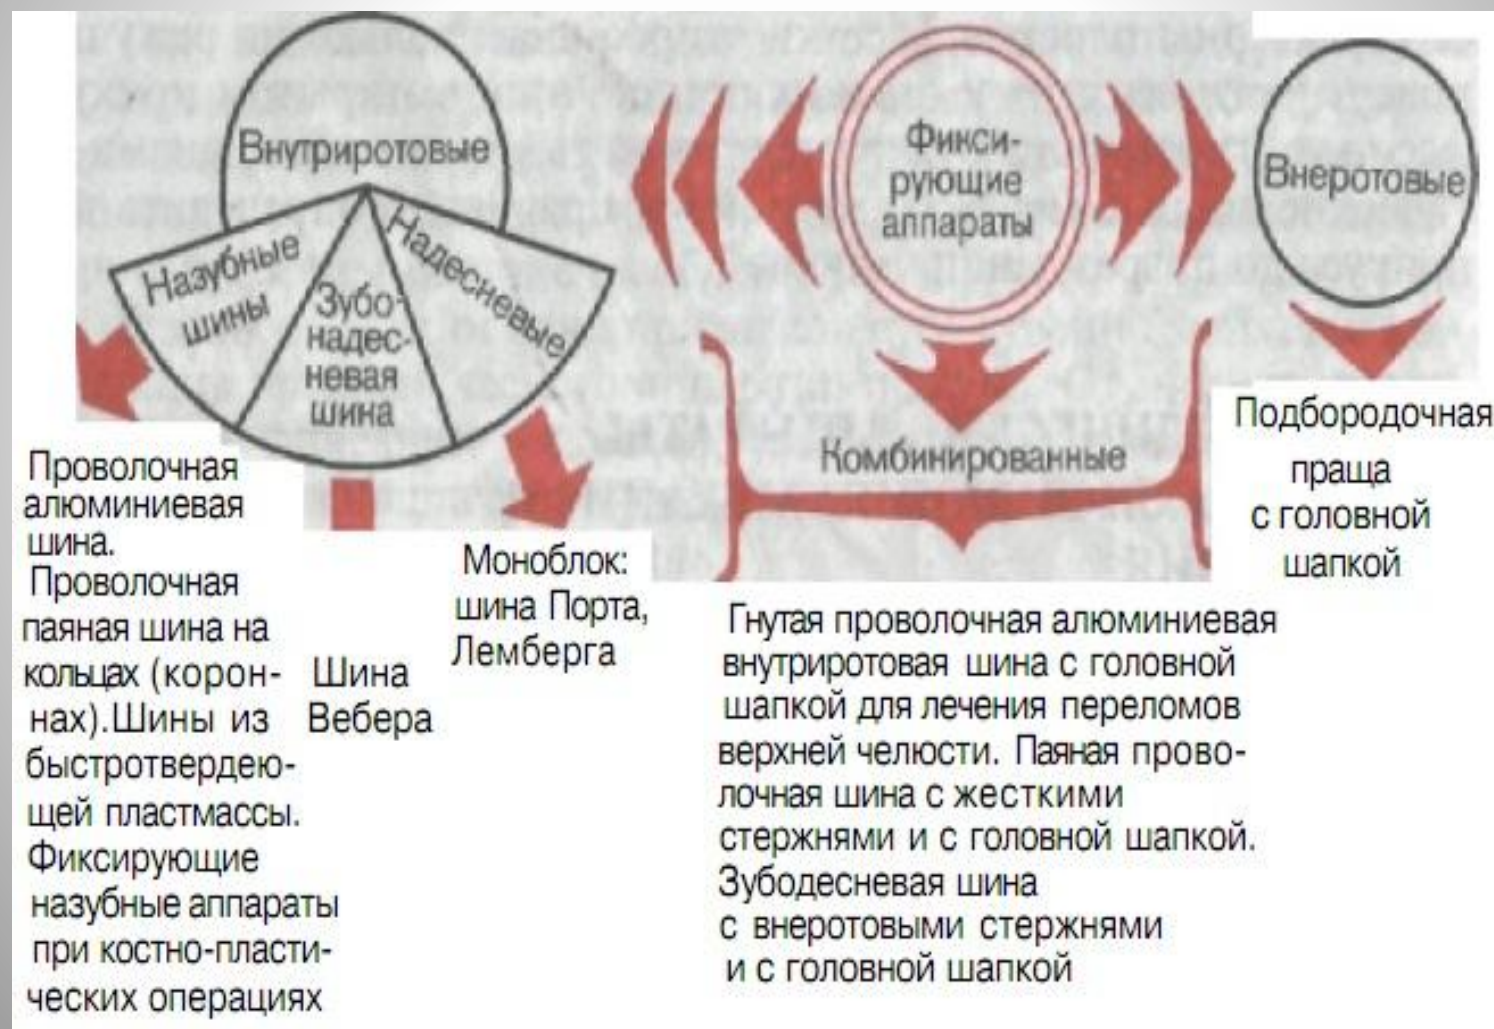 Внутриротовые
Назубные
шины
Зубо-
надес-
невая
шина
Надесневые
Проволочная
алюминиевая
шина.
Проволочная
паяная шина на
кольцах (корон-
нах).Шины из
быстротвердею-
щей пластмассы.
Фиксирующие
назубные аппараты
при костно-пласти-
ческих операциях
Шина
Вебера
Моноблок:
шина Порта,
Лемберга
Фикси-
рующие
аппараты
Комбинированные
Гнутая проволочная алюминиевая
внутриротовая шина с головной
шапкой для лечения переломов
верхней челюсти. Паяная прово-
лочная шина с жесткими
стержнями и с головной шапкой.
Зубодесневая шина
с внеротовыми стержнями
и с головной шапкой
Внеротовые
Подбородочная
праща
с головной
шапкой